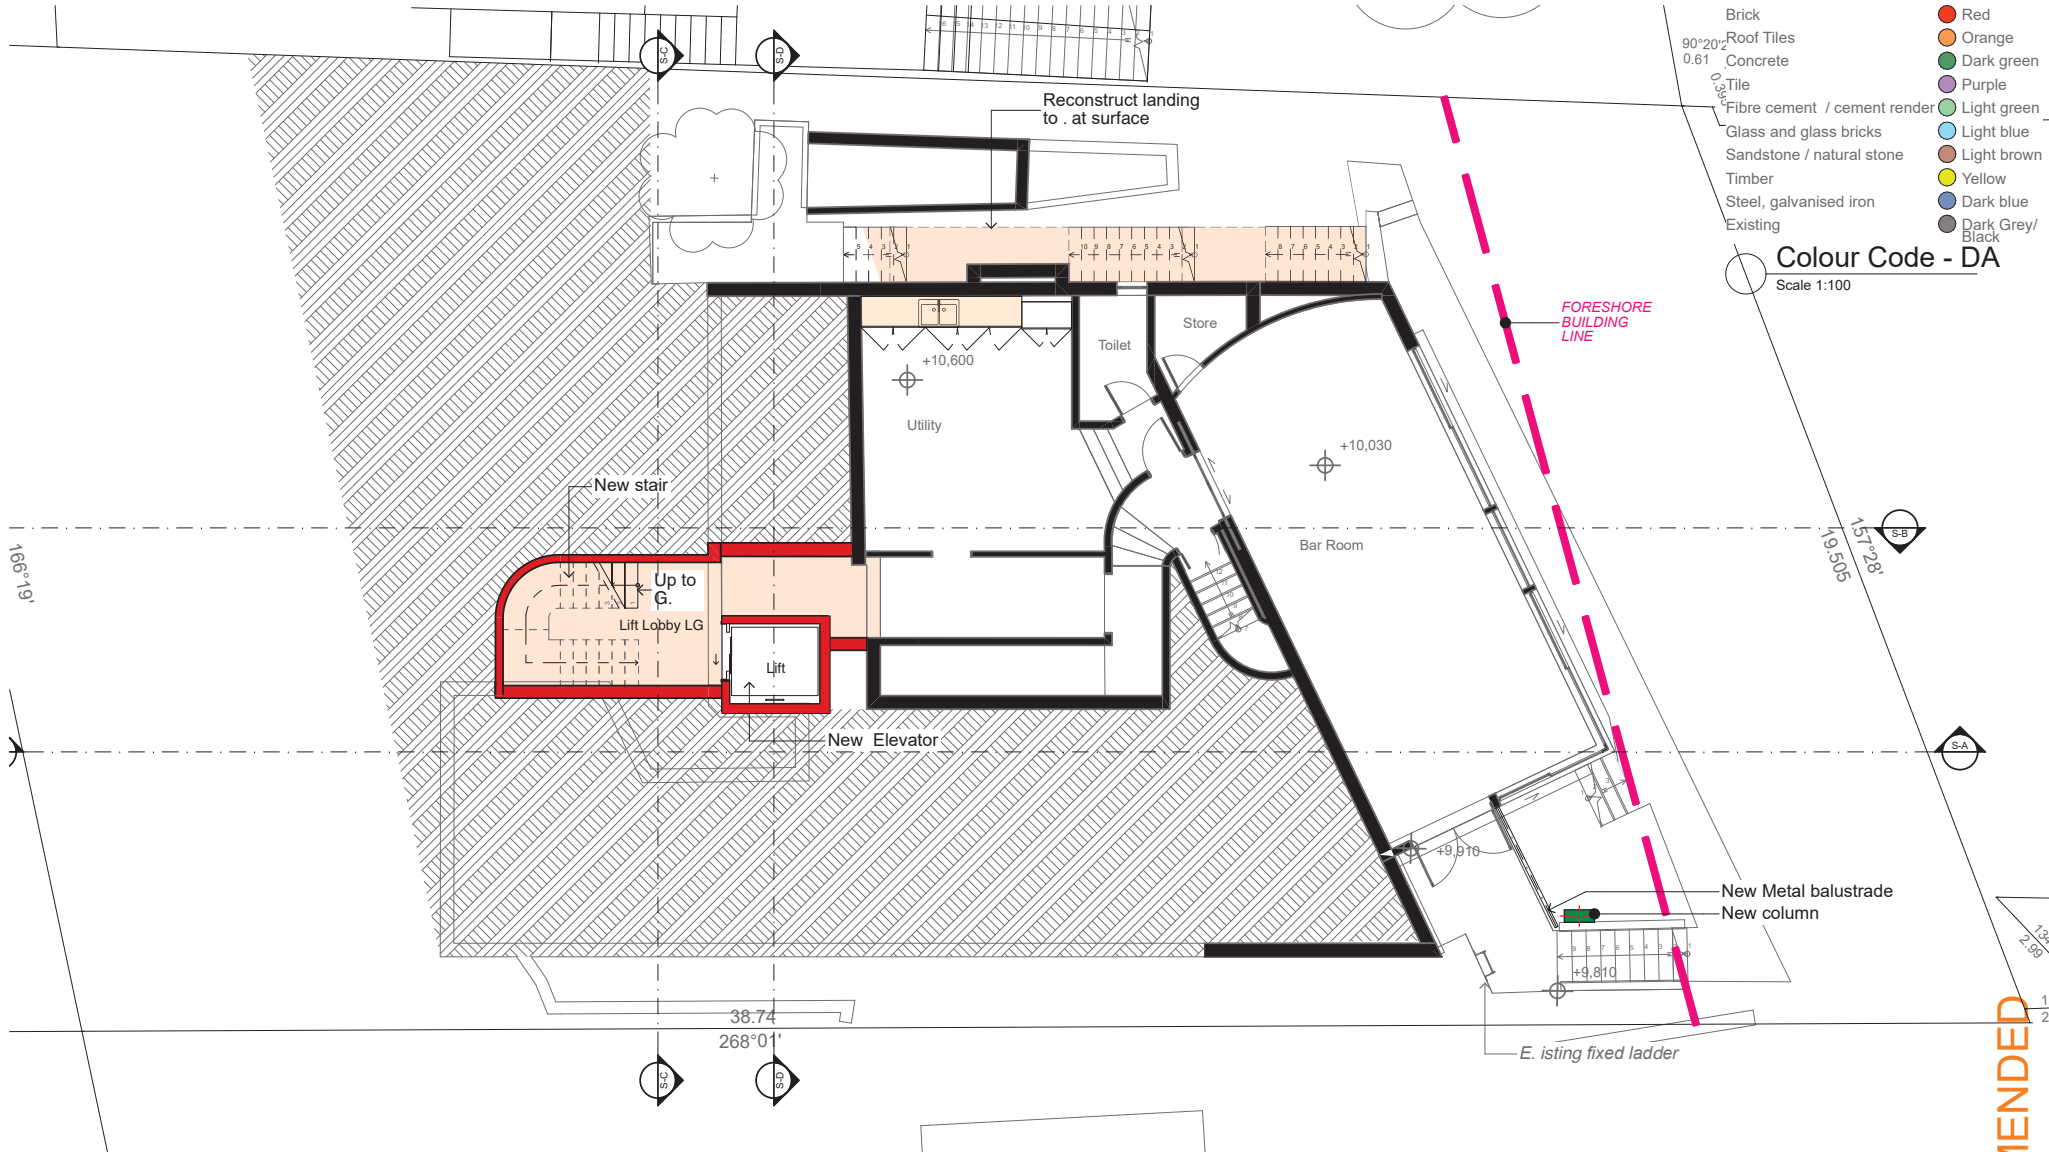 Brick
Red
Roof Tiles
Orange
Concrete
Dark green
Tile
Purple
Fibre cement / cement render
Light green
Glass and glass bricks
Light blue
Sandstone / natural stone
Light brown
Timber
Yellow
Steel, galvanised iron
Dark blue
Existing
Dark Grey/
Black
Colour Code - DA
Scale 1:100
0.61
S-C
S-D
Reconstruct landing
to . at surface
FORESHORE
BUILDING
LINE
Store
Toilet
+10,600
Utility
+10,030
Bar Room
New stair
Up to
G.
Lift Lobby LG
Lift
New Elevator
166°19'
157°28'
19.505
S-B
S-A
+9,910
New Metal balustrade
New column
+9,810
E. isting fixed ladder
38.74
268°01'
S-C
S-D
2.99
MENDED